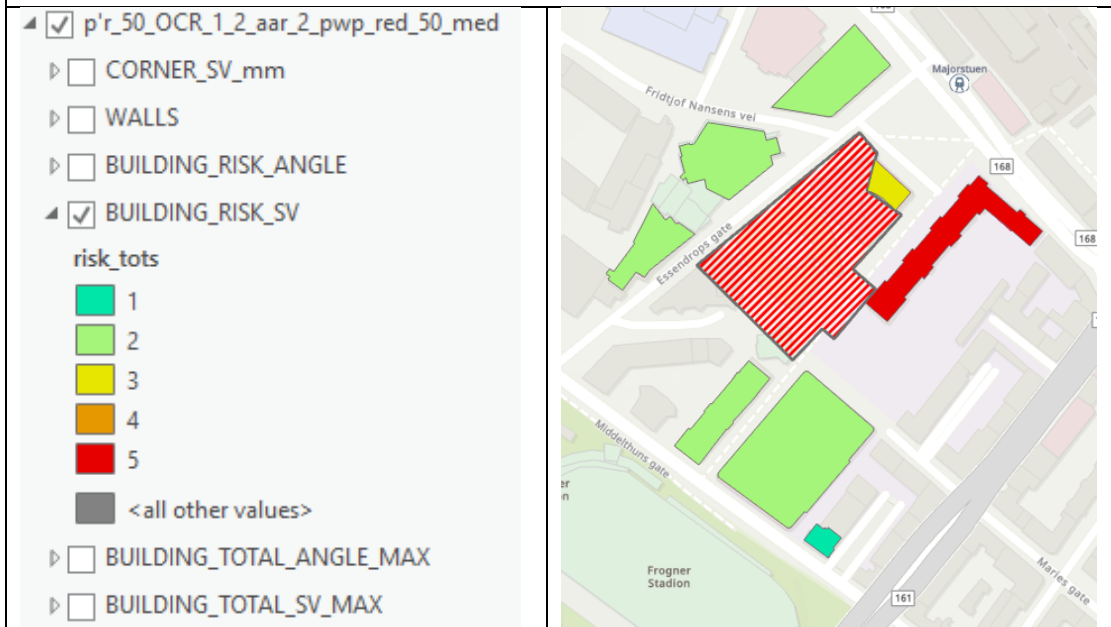 p'r_50_OCR_1_2_aar_2_pwp_red_50_med
CORNER_SV_mm
WALLS
BUILDING_RISK_ANGLE
BUILDING_RISK_SV
risk_tots
1
2
3
4
5
<all other values>
BUILDING_TOTAL_ANGLE_MAX
BUILDING_TOTAL_SV_MAX
Majorstuen
Fridtjof Nansens vei
168
Essendrops gate
168
Middelthuns gate
Frogner
Stadion
161
Maries gate